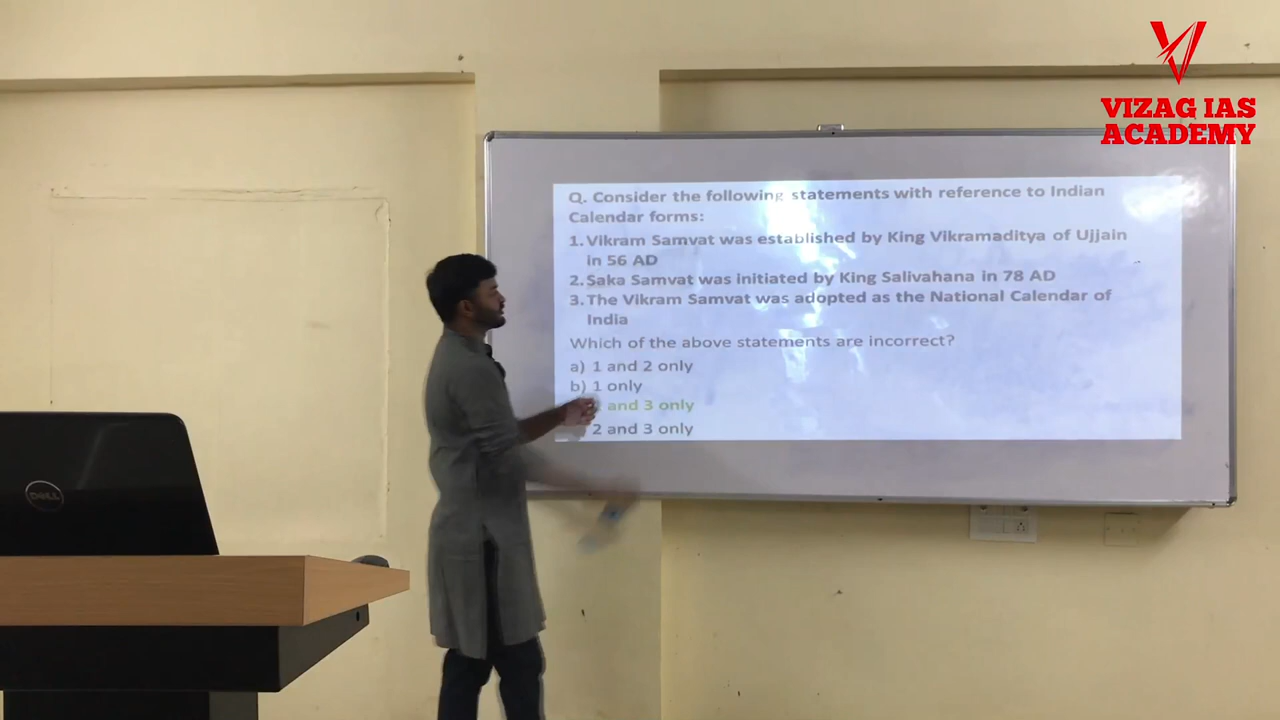 VIZAG IAS
ACADEMY
Q. Consider the following statements with reference to Indian
Calendar forms:
1. Vikram Samvat was established by King Vikramaditya of Ujjain
in 56 AD
2. Saka Samvat was initiated by King Salivahana in 78 AD
3. The Vikram Samvat was adopted as the National Calendar of
India
Which of the above statements are incorrect?
a) 1 and 2 only
b) 1 only
and 3 only
2 and 3 only
DELL